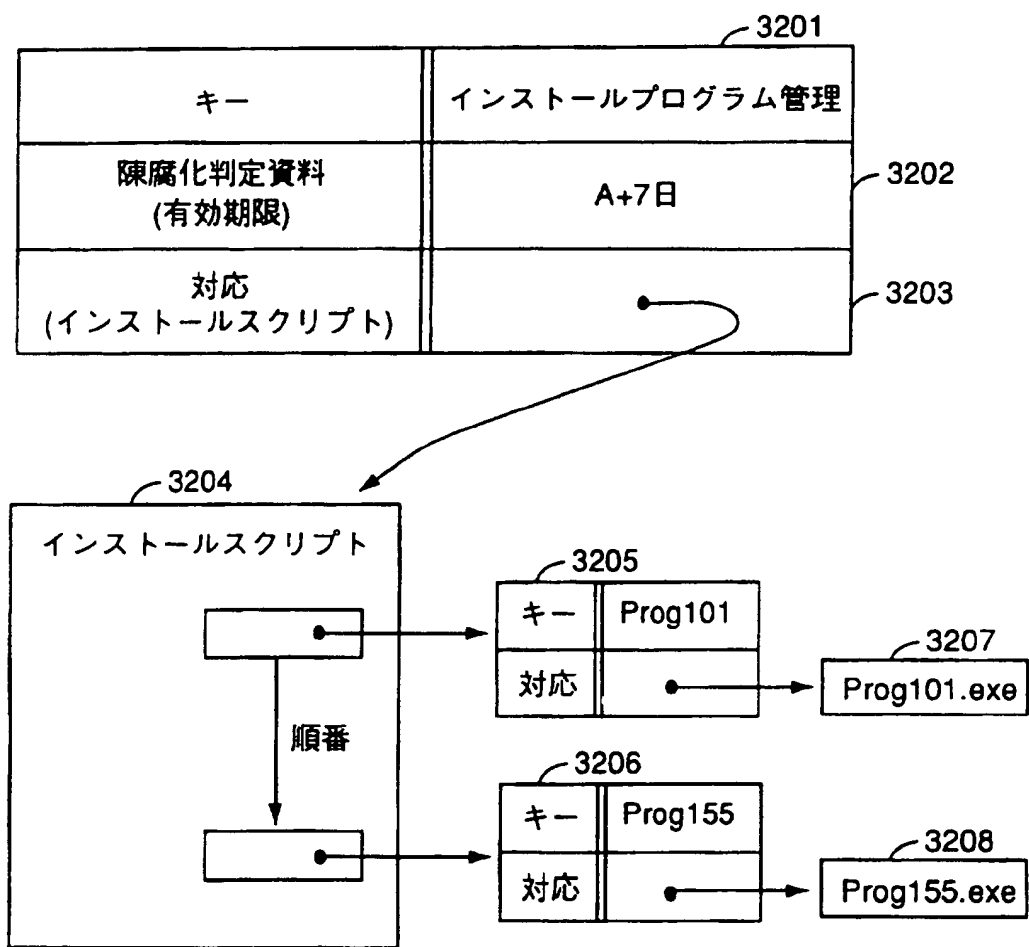 3201
キー
インストールプログラム管理
陳腐化判定資料
(有効期限)
A+7日
3202
対応
(インストールスクリプト)
3203
3204
インストールスクリプト
順番
3205
キー
Prog101
対応
3207
Prog101.exe
3206
キー
Prog155
対応
3208
Prog155.exe